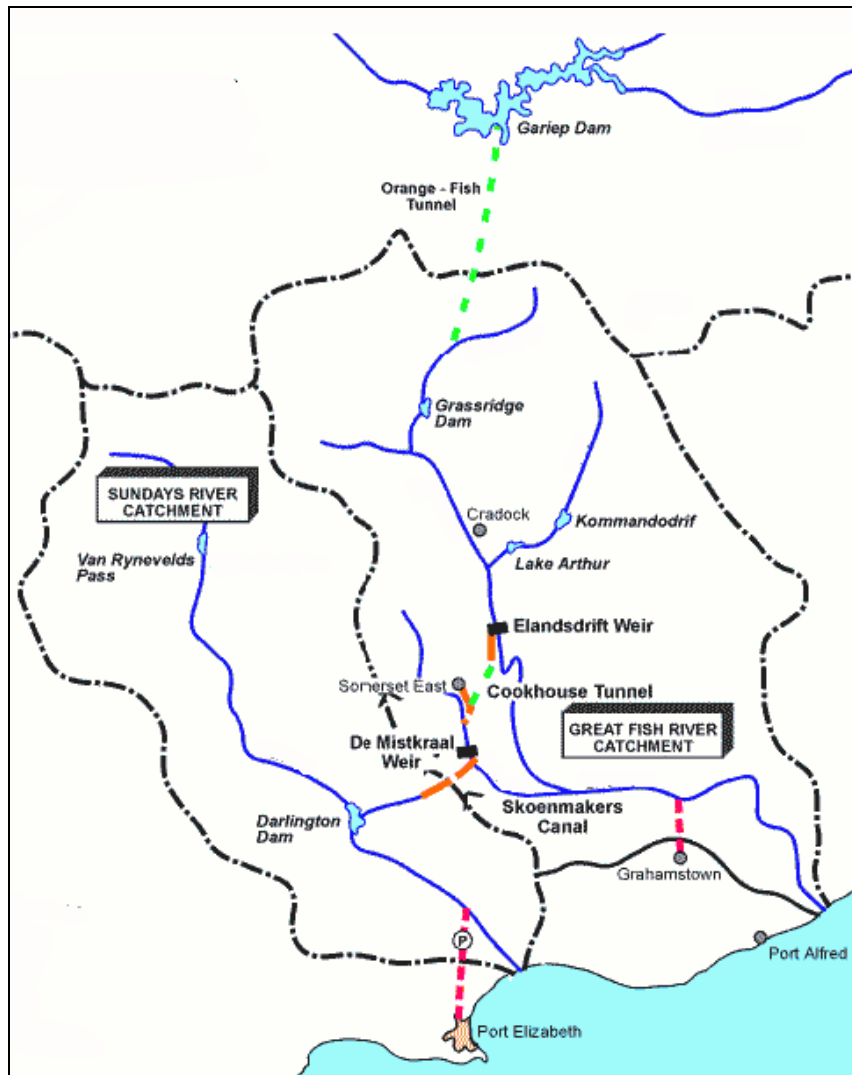 Gariep Dam
Orange - Fish
Tunnel
Grassridge
Dam
SUNDAYS RIVER
CATCHMENT
Cradock
Kommandodrif
Van Rynevelds
Pass
Lake Arthur
Elandsdrift Weir
Somerset East
Cookhouse Tunnel
GREAT FISH RIVER
CATCHMENT
De Mistkraal
Weir
Skoenmakers
Canal
Darlington
Dam
Grahamstown
P
Port Alfred
Port Elizabeth